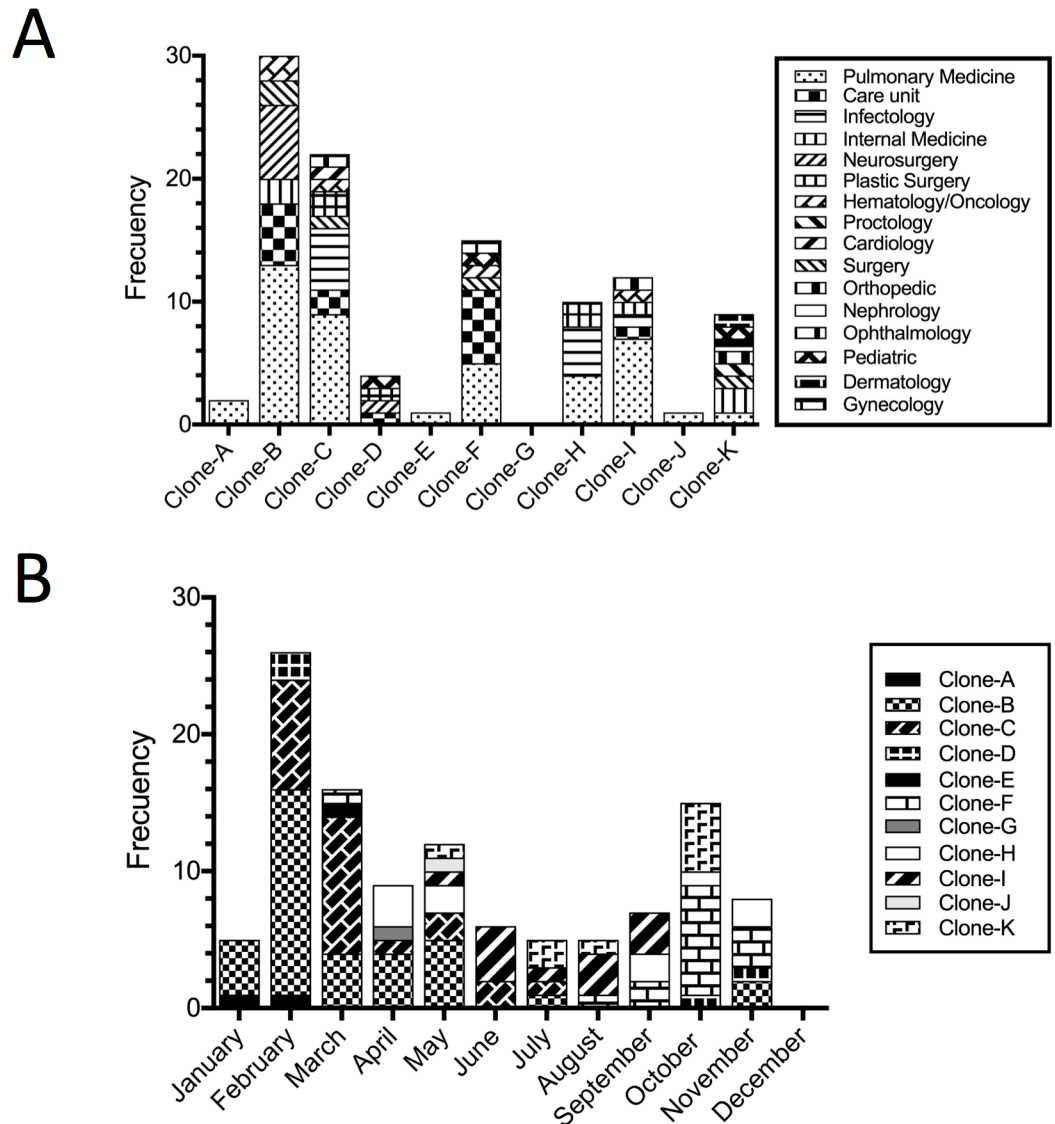 A
30
20
10
0
Frecuency
Clone-A
Clone-B
Clone-C
Clone-D
Clone-E
Clone-F
Clone-G
Clone-H
Clone-I
Clone-J
Clone-K
Pulmonary Medicine
Care unit
Infectology
Internal Medicine
Neurosurgery
Plastic Surgery
Hematology/Oncology
Proctology
Cardiology
Surgery
Orthopedic
Nephrology
Ophthalmology
Pediatric
Dermatology
Gynecology
B
30
20
10
0
Frecuency
January
February
March
April
May
June
July
August
September
October
November
December
Clone-A
Clone-B
Clone-C
Clone-D
Clone-E
Clone-F
Clone-G
Clone-H
Clone-I
Clone-J
Clone-K